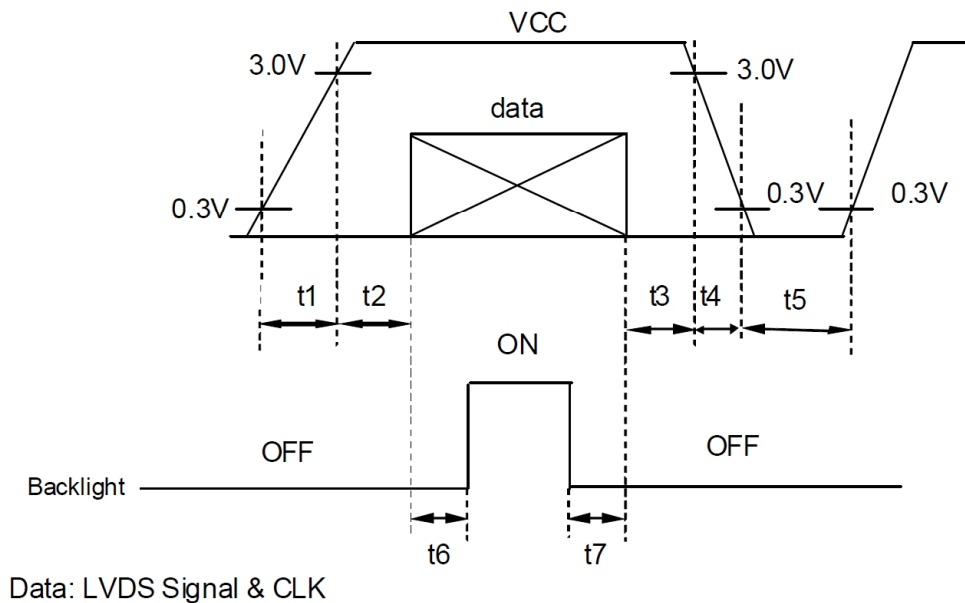 VCC
3.0V
3.0V
data
0.3V
0.3V
0.3V
t1
t2
t3
t4
t5
ON
OFF
OFF
Backlight
t6
t7
Data: LVDS Signal & CLK